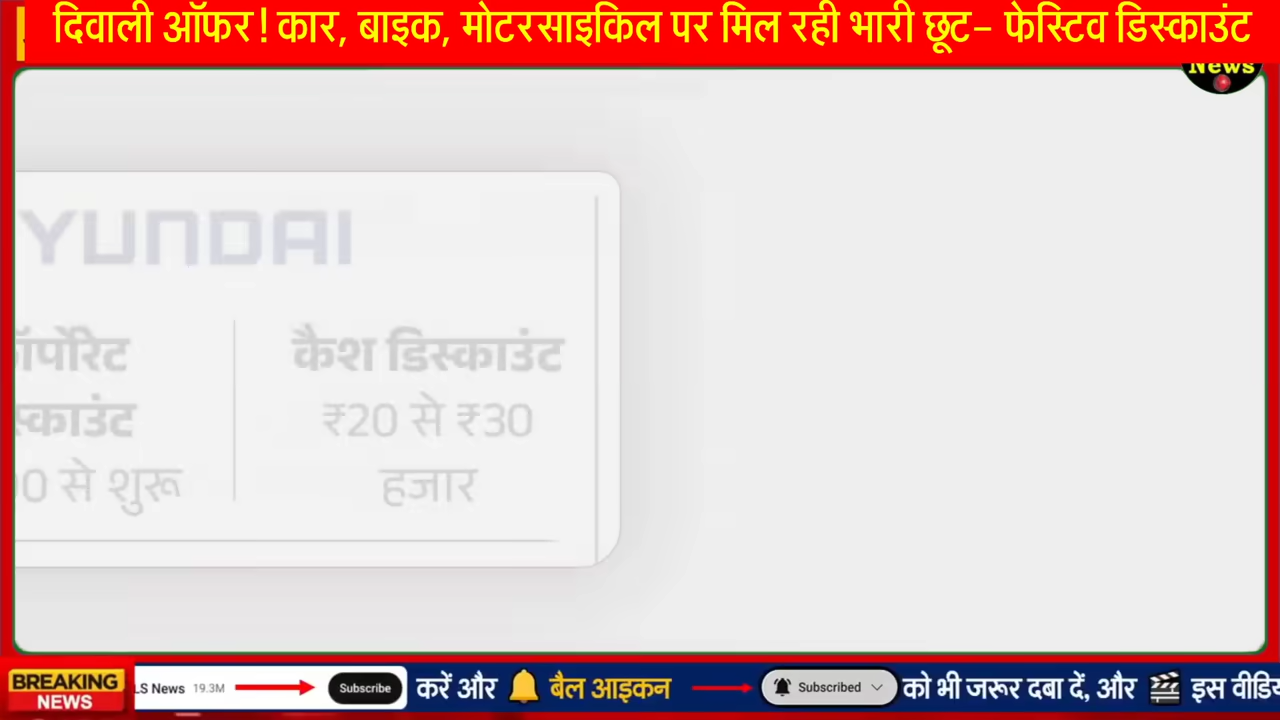 दिवाली ऑफर! कार, बाइक, मोटरसाइकिल पर मिल रही भारी छूट– फेस्टिव डिस्काउंट
News
YUNDAI
कैश डिस्काउंट
₹20 से ₹30
हजार
से शुरू
BREAKING
NEWS
LS News 19.3M Subscribe करें और 🔔 बैल आइकन Subscribed को भी जरूर दबा दें, और 🎬 इस